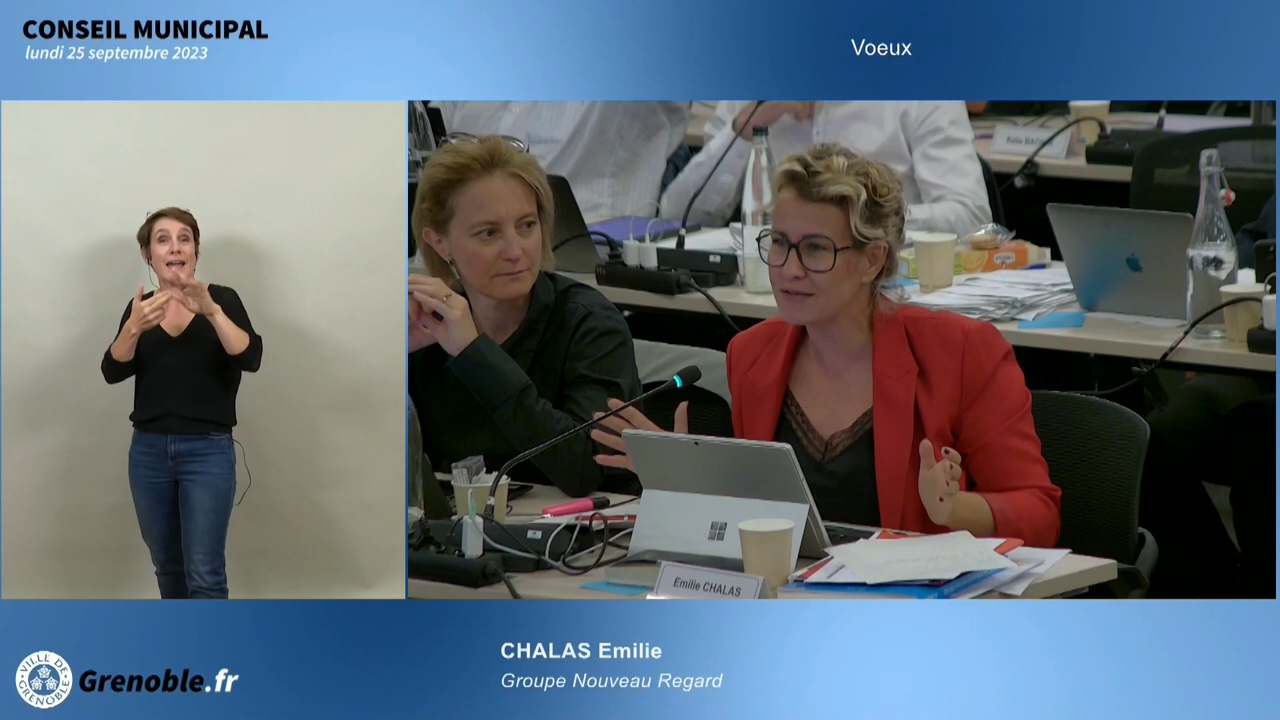 CONSEIL MUNICIPAL
lundi 25 septembre 2023
Voeux
Emilie CHALAS
CHALAS Emilie
Groupe Nouveau Regard
VILLE DE
GRENOBLE
Grenoble.fr